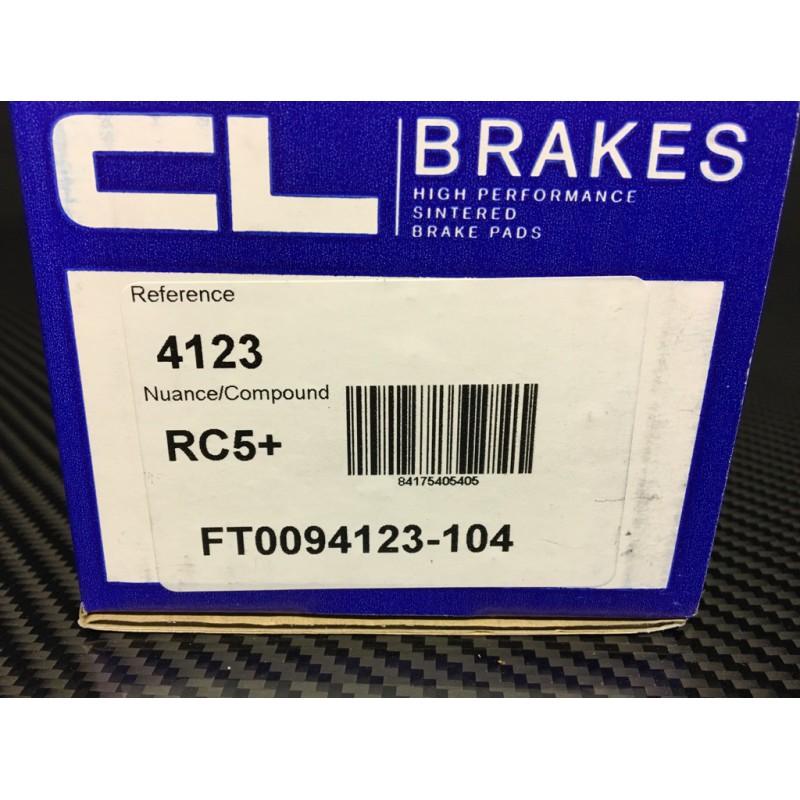 CL
BRAKES
HIGH PERFORMANCE
SINTERED
BRAKE PADS
Reference
4123
Nuance/Compound
RC5+
84175405405
FT0094123-104